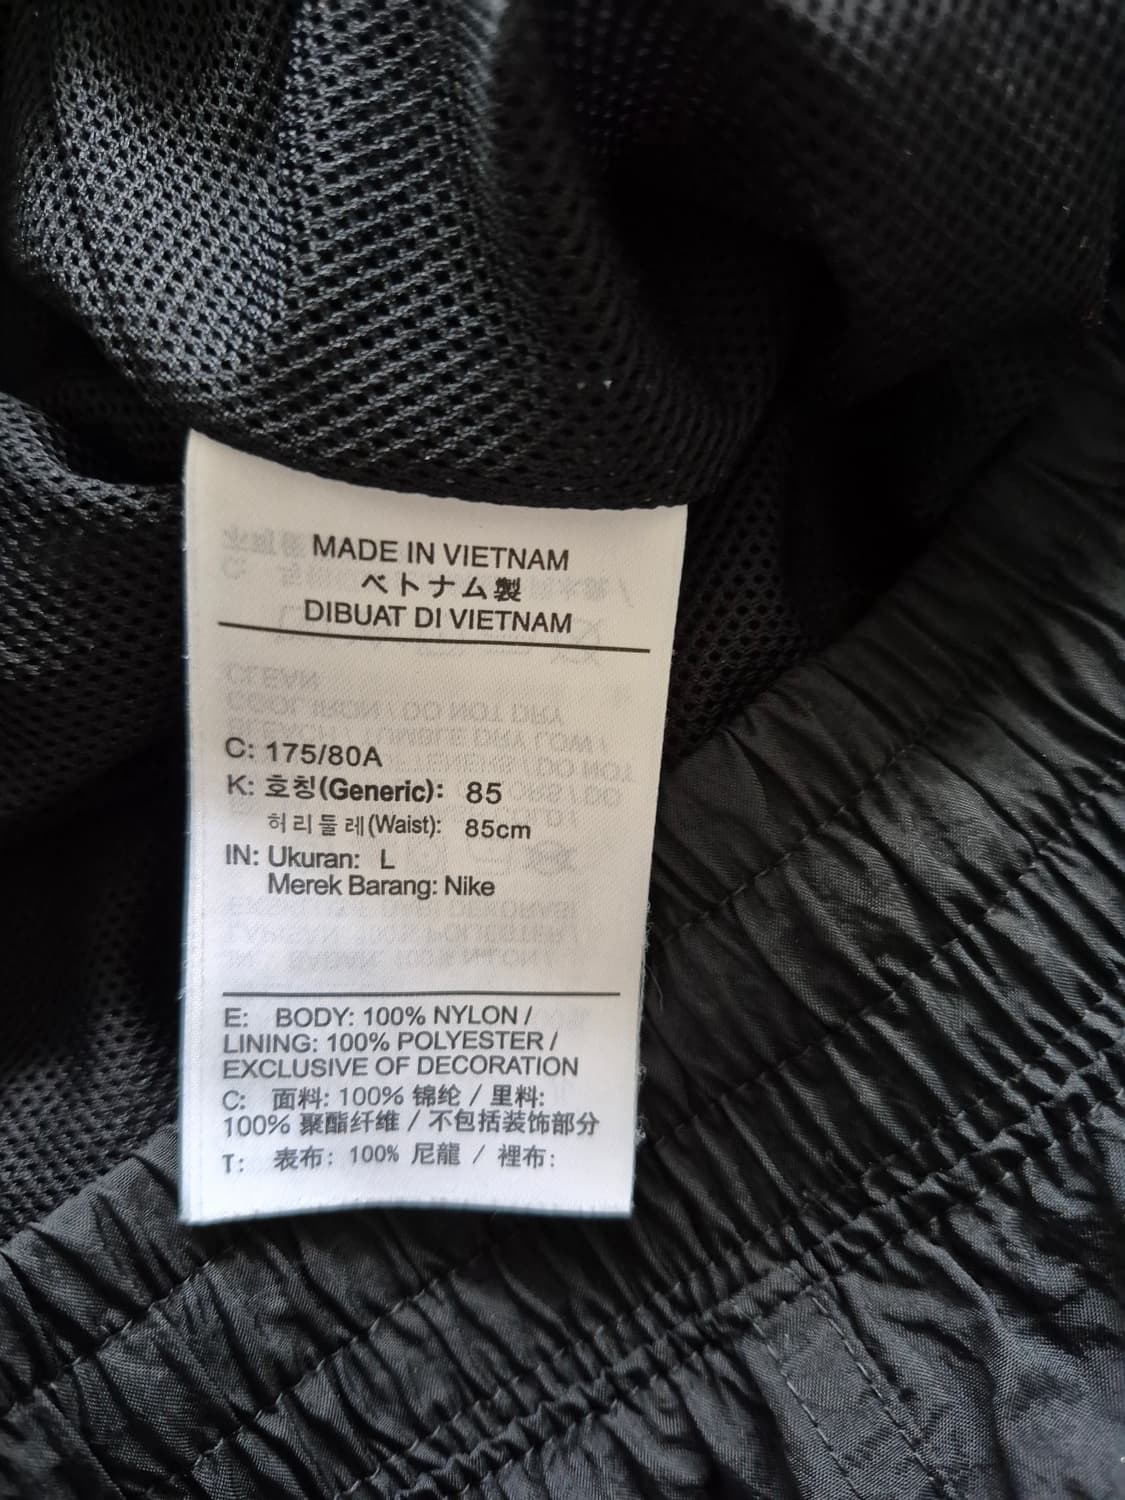 MADE IN VIETNAM
ベトナム製
DIBUAT DI VIETNAM
C: 175/80A
K: 호칭(Generic): 85
허리둘레(Waist): 85cm
IN: Ukuran: L
Merek Barang: Nike
E: BODY: 100% NYLON /
LINING: 100% POLYESTER /
EXCLUSIVE OF DECORATION
C: 面料: 100% 锦纶 / 里料:
100% 聚酯纤维 / 不包括装饰部分
T: 表布: 100% 尼龍 / 裡布: